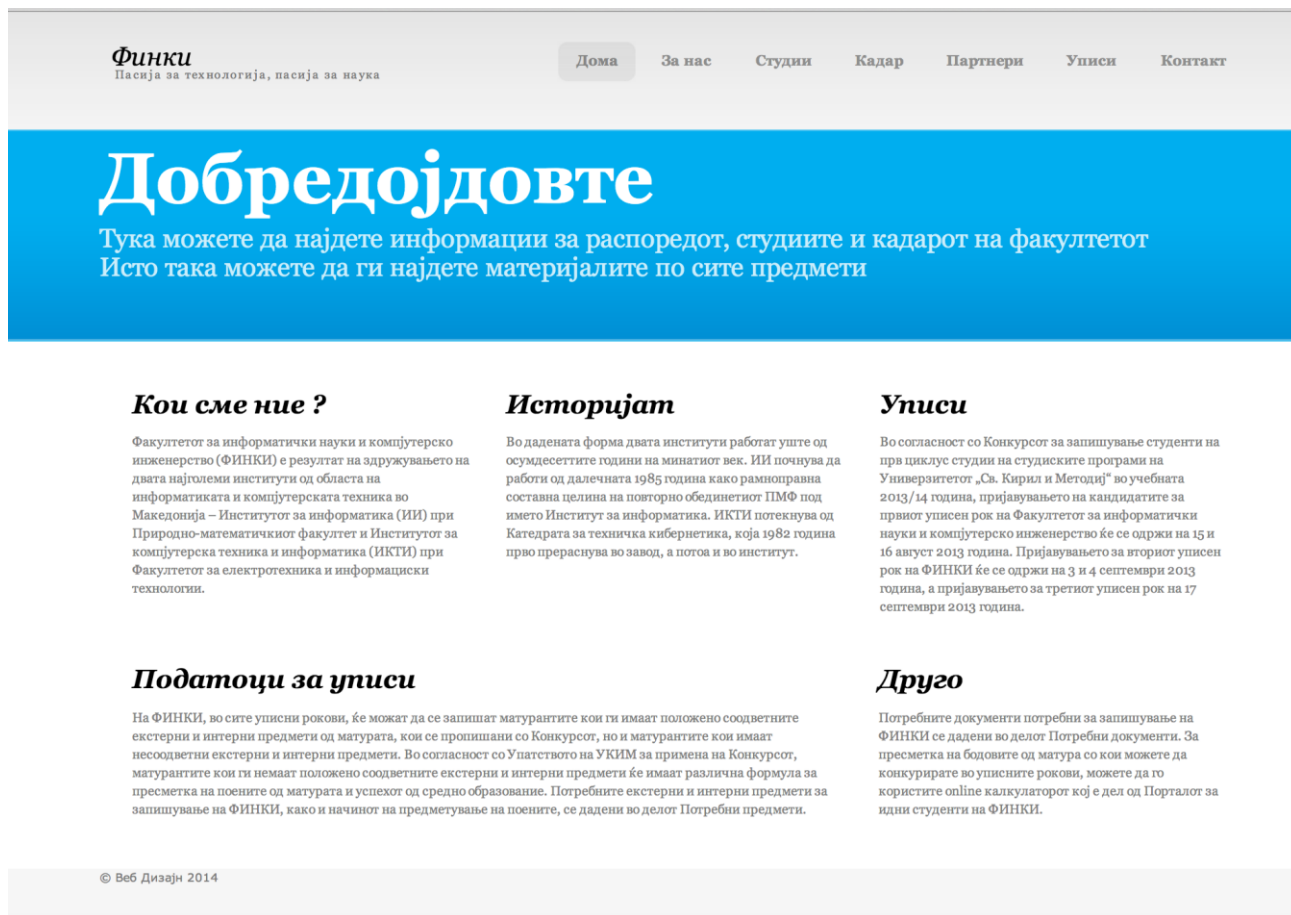 Финки
Пасија за технологија, пасија за наука
Дома За нас Студии Кадар Партнери Уписи Контакт
Добредојдовте
Тука можете да најдете информации за распоредот, студиите и кадарот на факултетот
Исто така можете да ги најдете материјалите по сите предмети
Кои сме ние ?
Факултетот за информатички науки и компјутерско
инженерство (ФИНКИ) е резултат на здружувањето на
двата најголеми институти од областа на
информатиката и компјутерската техника во
Македонија – Институтот за информатика (ИИ) при
Природно-математичкиот факултет и Институтот за
компјутерска техника и информатика (ИКТИ) при
Факултетот за електротехника и информациски
технологии.
Историјат
Во дадената форма двата институти работат уште од
осумдесеттите години на минатиот век. ИИ почнува да
работи од далечната 1985 година како рамноправна
составна целина на повторно обединетиот ПМФ под
името Институт за информатика. ИКТИ потекнува од
Катедрата за техничка кибернетика, која 1982 година
прво прераснува во завод, а потоа и во институт.
Уписи
Во согласност со Конкурсот за запишување студенти на
прв циклус студии на студиските програми на
Универзитетот „Св. Кирил и Методиј“ во учебната
2013/14 година, пријавувањето на кандидатите за
првиот уписен рок на Факултетот за информатички
науки и компјутерско инженерство ќе се одржи на 15 и
16 август 2013 година. Пријавувањето за вториот уписен
рок на ФИНКИ ќе се одржи на 3 и 4 септември 2013
година, а пријавувањето за третиот уписен рок на 17
септември 2013 година.
Податоци за уписи
На ФИНКИ, во сите уписни рокови, ќе можат да се запишат матурантите кои ги имаат положено соодветните
екстерни и интерни предмети од матурата, кои се пропишани со Конкурсот, но и матурантите кои имаат
несоодветни екстерни и интерни предмети. Во согласност со Упатството на УКИМ за примена на Конкурсот,
матурантите кои ги немаат положено соодветните екстерни и интерни предмети ќе имаат различна формула за
пресметка на поените од матурата и успехот од средно образование. Потребните екстерни и интерни предмети за
запишување на ФИНКИ, како и начинот на предметување на поените, се дадени во делот Потребни предмети.
Друго
Потребните документи потребни за запишување на
ФИНКИ се дадени во делот Потребни документи. За
пресметка на бодовите од матура со кои можете да
конкурирате во уписните рокови, можете да го
користите online калкулаторот кој е дел од Порталот за
идни студенти на ФИНКИ.
© Веб Дизајн 2014